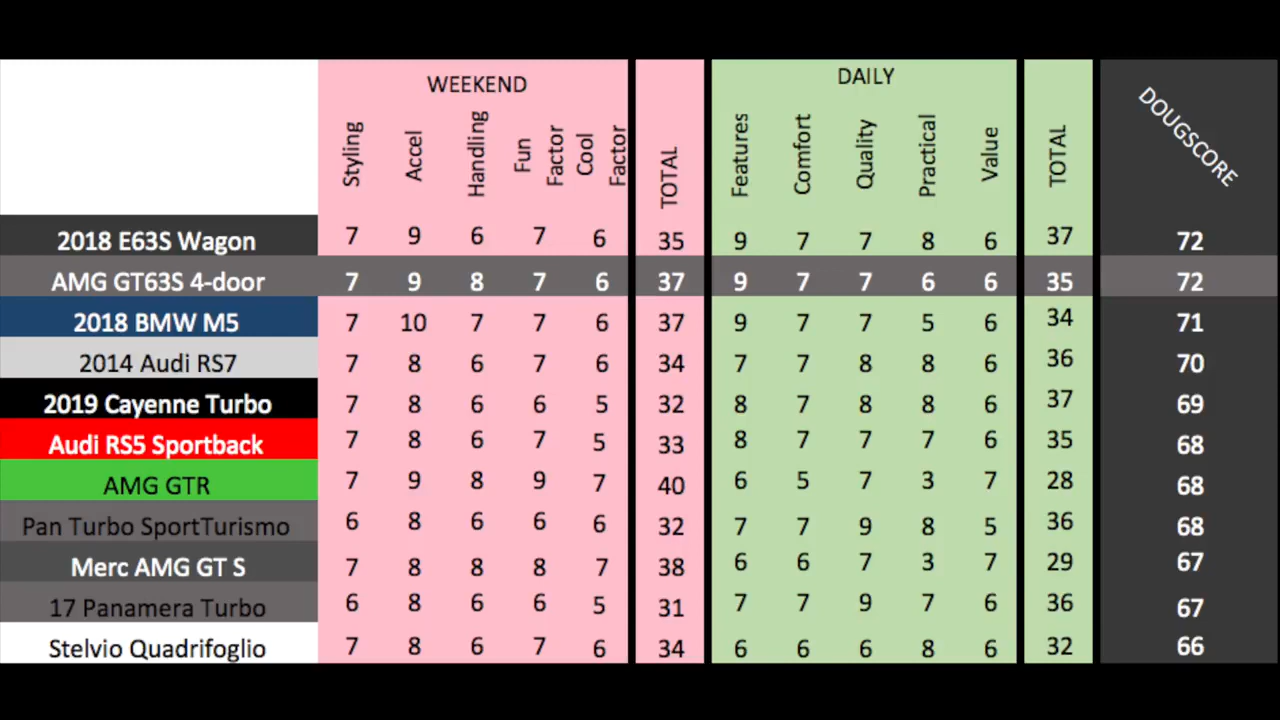 WEEKEND DAILY
Styling Accel Handling Fun Factor Cool Factor TOTAL Features Comfort Quality Practical Value TOTAL DOUGSCORE
2018 E63S Wagon 7 9 6 7 6 35 9 7 7 8 6 37 72
AMG GT63S 4-door 7 9 8 7 6 37 9 7 7 6 6 35 72
2018 BMW M5 7 10 7 7 6 37 9 7 7 5 6 34 71
2014 Audi RS7 7 8 6 7 6 34 7 7 8 8 6 36 70
2019 Cayenne Turbo 7 8 6 6 5 32 8 7 8 8 6 37 69
Audi RS5 Sportback 7 8 6 7 5 33 8 7 7 7 6 35 68
AMG GTR 7 9 8 9 7 40 6 5 7 3 7 28 68
Pan Turbo SportTurismo 6 8 6 6 6 32 7 7 9 8 5 36 68
Merc AMG GT S 7 8 8 8 7 38 6 6 7 3 7 29 67
17 Panamera Turbo 6 8 6 6 5 31 7 7 9 7 6 36 67
Stelvio Quadrifoglio 7 8 6 7 6 34 6 6 6 8 6 32 66